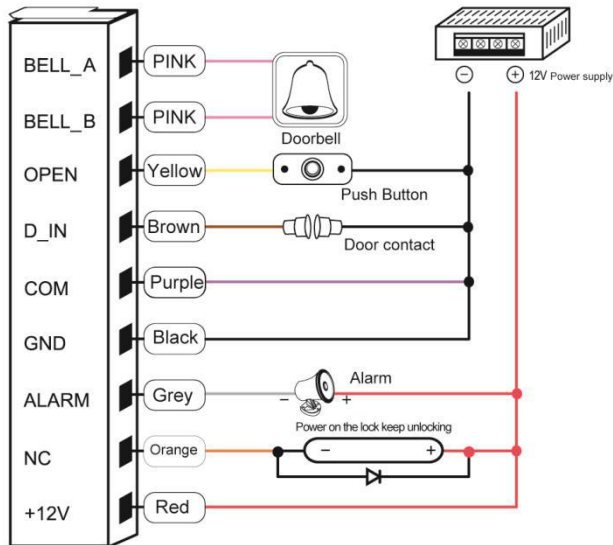 BELL_A PINK
BELL_B PINK
Doorbell
− + 12V Power supply
OPEN Yellow
Push Button
D_IN Brown
Door contact
COM Purple
GND Black
ALARM Grey
− + Alarm
Power on the lock keep unlocking
NC Orange
− +
+12V Red